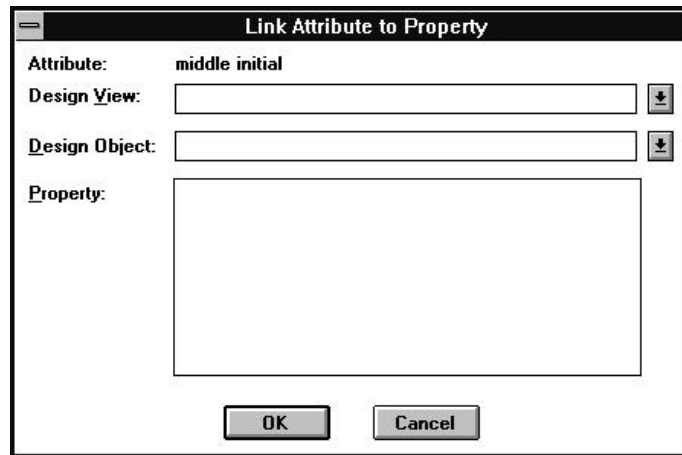 Link Attribute to Property
Attribute: middle initial
Design View:
Design Object:
Property:
OK Cancel